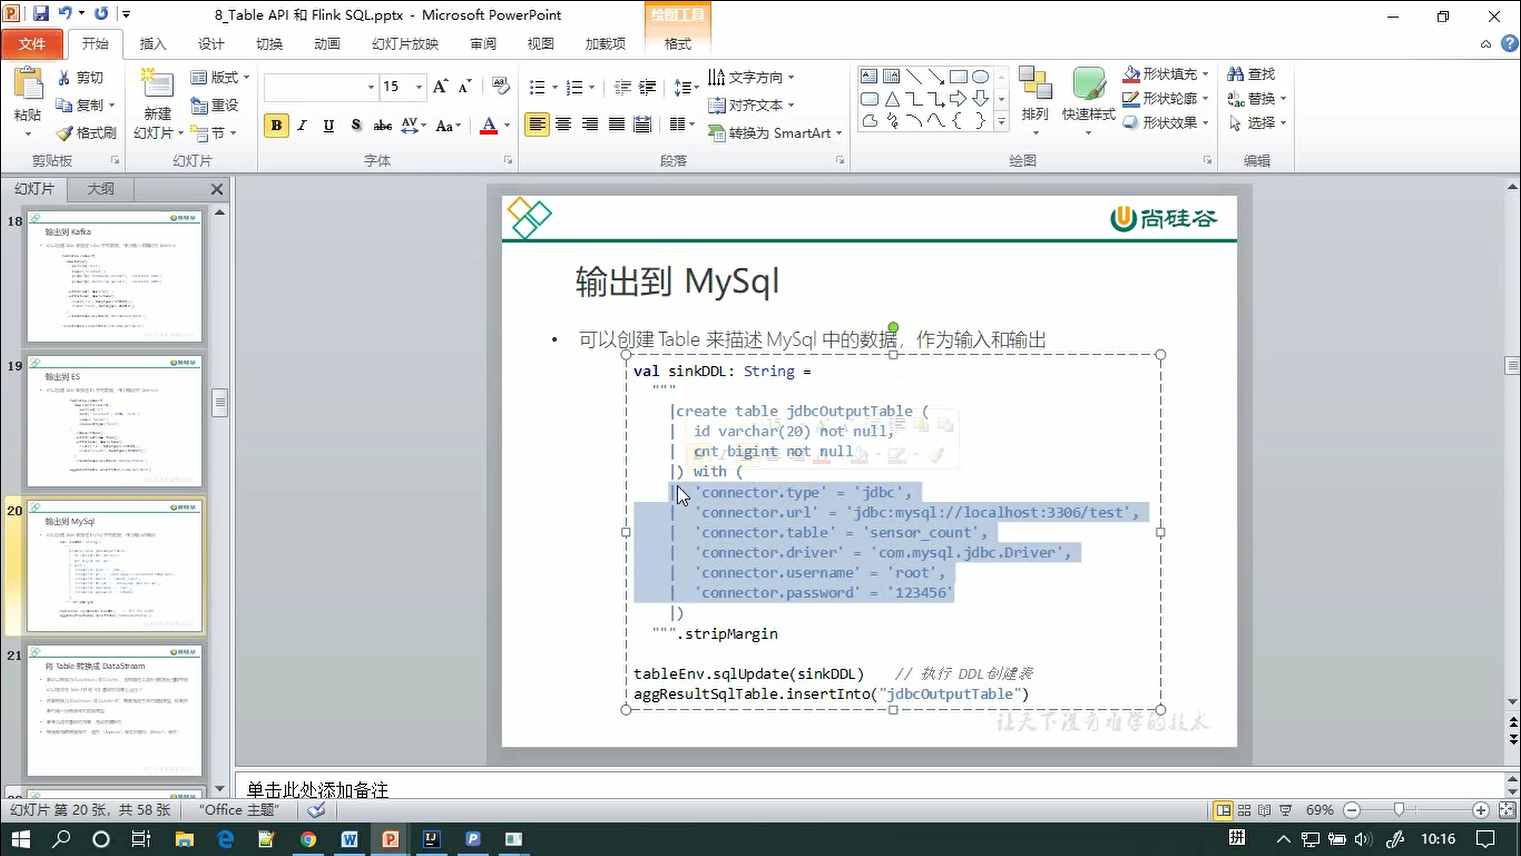 8_Table API 和 Flink SQL.pptx - Microsoft PowerPoint
绘图工具
文件 开始 插入 设计 切换 动画 幻灯片放映 审阅 视图 加载项 格式
粘贴 剪切 复制 格式刷
新建 幻灯片 版式 重设 节
15
B I U S abc AV Aa A
文字方向 对齐文本 转换为 SmartArt
排列 快速样式 形状填充 形状轮廓 形状效果
查找 替换 选择
剪贴板 幻灯片 字体 段落 绘图 编辑
幻灯片 大纲
18
输出到 Kafka
19
输出到 ES
20
输出到 MySql
21
将 Table 转换成 DataStream
尚硅谷
输出到 MySql
• 可以创建 Table 来描述 MySql 中的数据，作为输入和输出
val sinkDDL: String =
"""
|create table jdbcOutputTable (
| id varchar(20) not null,
| cnt bigint not null
|) with (
| 'connector.type' = 'jdbc',
| 'connector.url' = 'jdbc:mysql://localhost:3306/test',
| 'connector.table' = 'sensor_count',
| 'connector.driver' = 'com.mysql.jdbc.Driver',
| 'connector.username' = 'root',
| 'connector.password' = '123456'
|)
""".stripMargin
tableEnv.sqlUpdate(sinkDDL) // 执行 DDL创建表
aggResultSqlTable.insertInto("jdbcOutputTable")
让天下没有难学的技术
单击此处添加备注
幻灯片 第 20 张，共 58 张 "Office 主题" 69%
拼 10:16